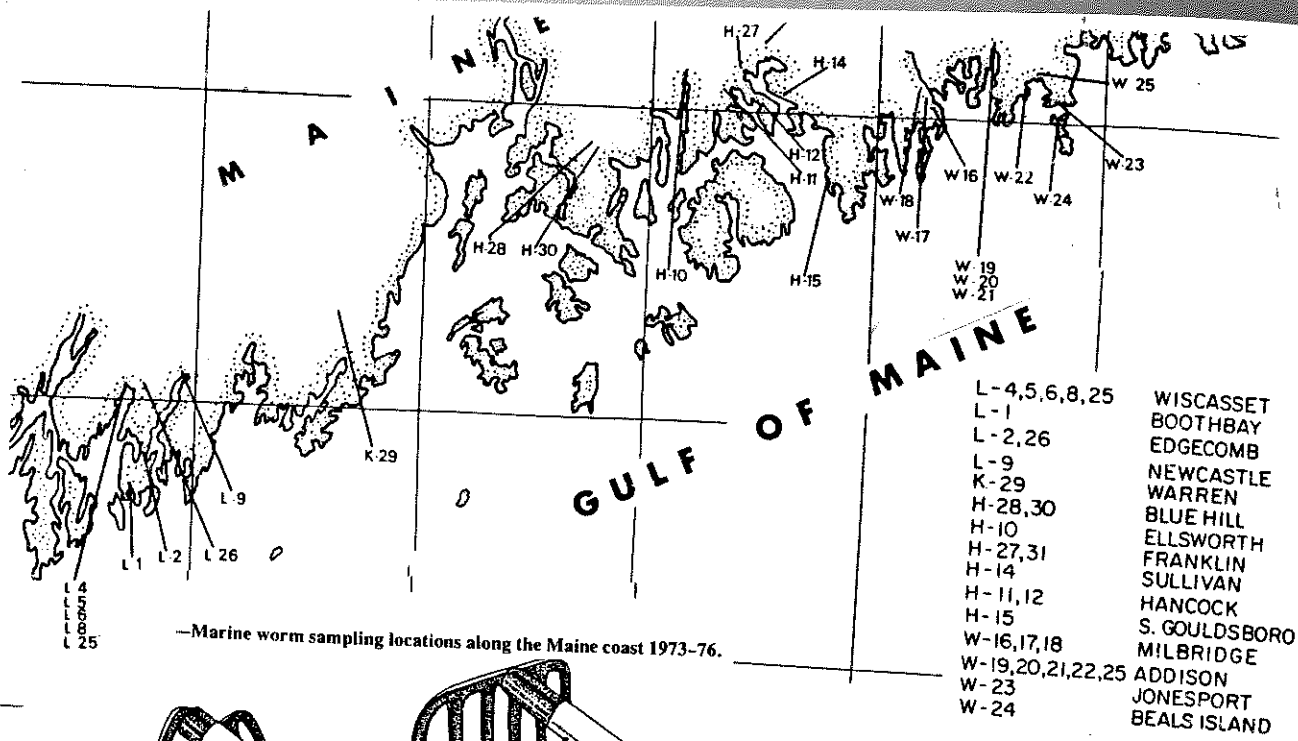 MAINE
H-27
H-14
W-25
H-12
H-11
W-16
W-22
W-23
W-18
W-24
W-17
H-28
H-30
H-10
H-15
W-19
W-20
W-21
GULF OF MAINE
K-29
L-9
L-1
L-2
L-26
L-4
L-5
L-6
L-8
L-25
L-4,5,6,8,25 WISCASSET
L-1 BOOTHBAY
L-2,26 EDGECOMB
L-9 NEWCASTLE
K-29 WARREN
H-28,30 BLUE HILL
H-10 ELLSWORTH
H-27,31 FRANKLIN
H-14 SULLIVAN
H-11,12 HANCOCK
H-15 S. GOULDSBORO
W-16,17,18 MILBRIDGE
W-19,20,21,22,25 ADDISON
W-23 JONESPORT
W-24 BEALS ISLAND
—Marine worm sampling locations along the Maine coast 1973-76.